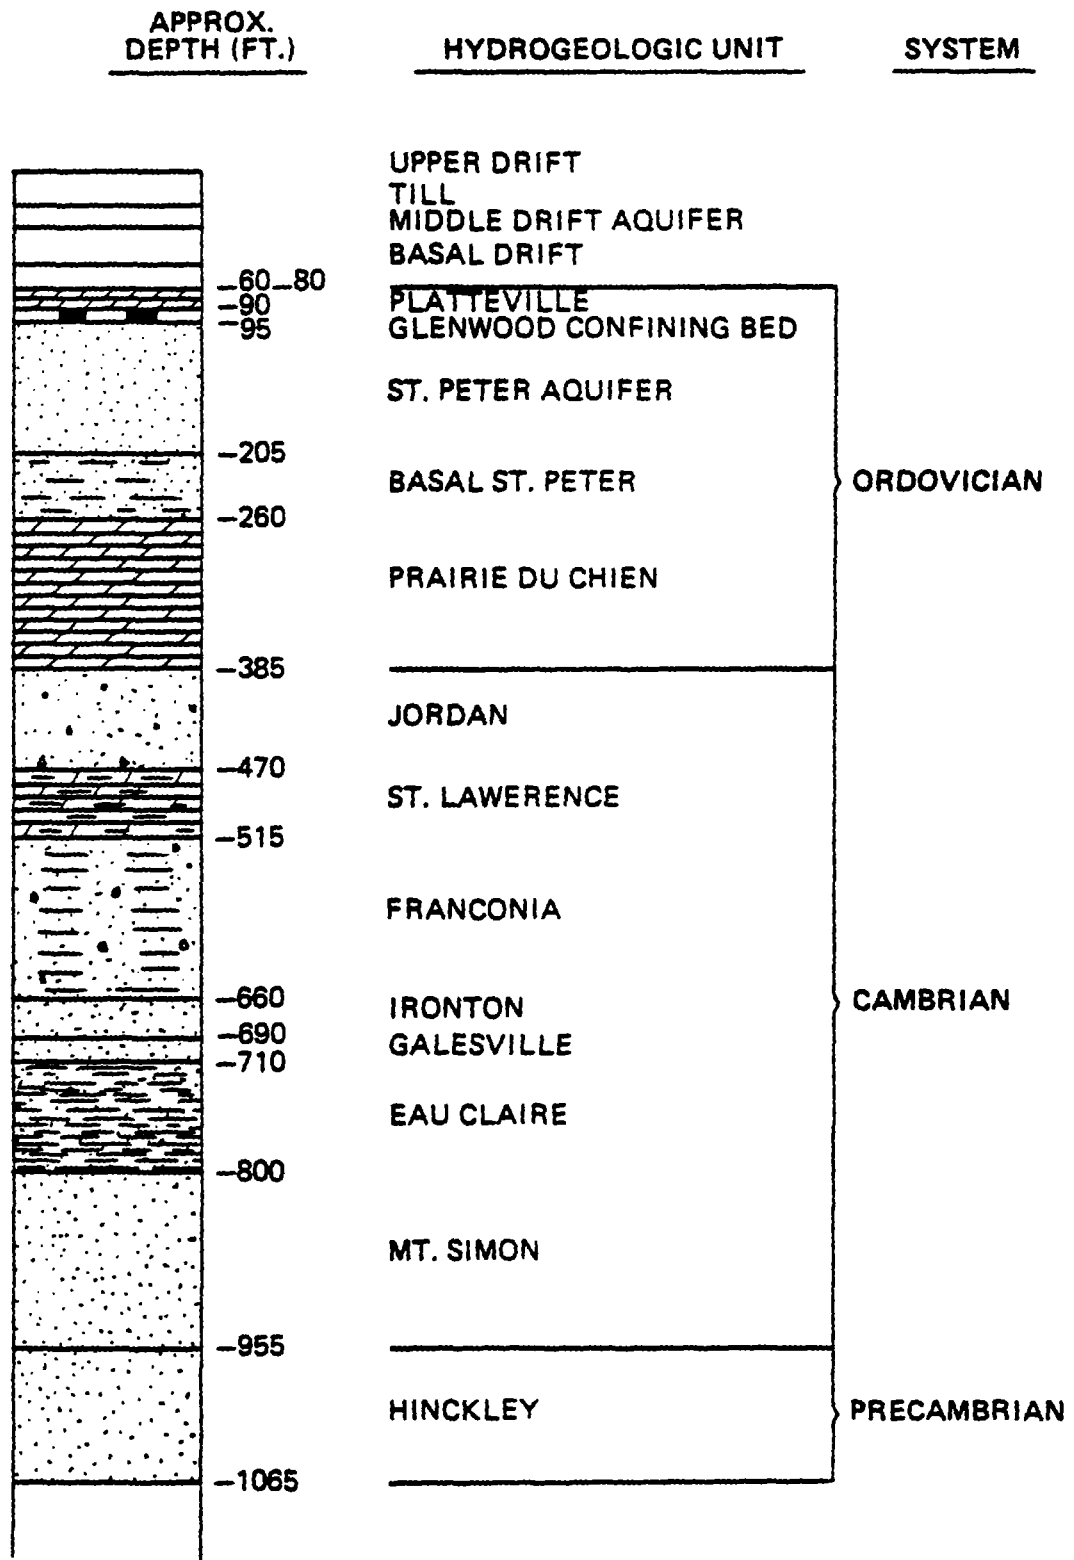 APPROX.
DEPTH (FT.)
HYDROGEOLOGIC UNIT
SYSTEM
UPPER DRIFT
TILL
MIDDLE DRIFT AQUIFER
BASAL DRIFT
–60–80
PLATTEVILLE
–90
GLENWOOD CONFINING BED
–95
ST. PETER AQUIFER
–205
BASAL ST. PETER
ORDOVICIAN
–260
PRAIRIE DU CHIEN
–385
JORDAN
–470
ST. LAWERENCE
–515
FRANCONIA
–660
IRONTON
CAMBRIAN
–690
GALESVILLE
–710
EAU CLAIRE
–800
MT. SIMON
–955
HINCKLEY
PRECAMBRIAN
–1065